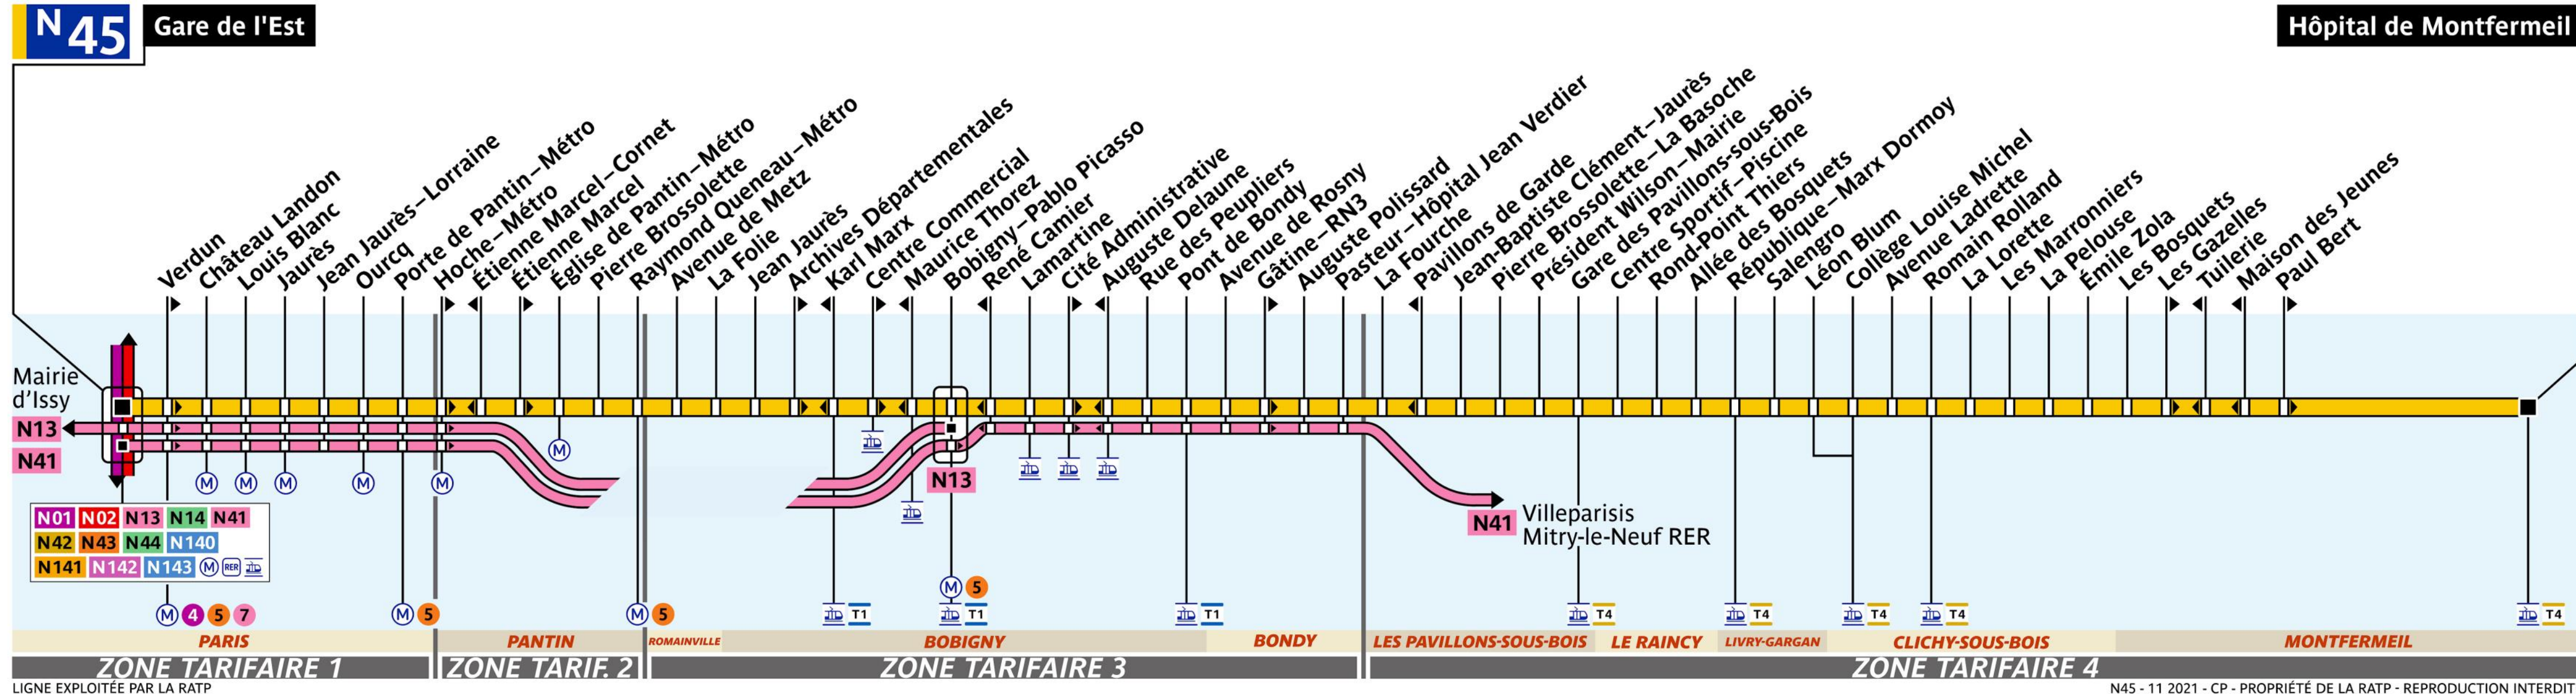 N45
Gare de l'Est
Hôpital de Montfermeil
Verdun
Château Landon
Louis Blanc
Jaurès
Jean Jaurès–Lorraine
Ourcq
Porte de Pantin–Métro
Hoche–Métro
Étienne Marcel–Cornet
Étienne Marcel
Église de Pantin–Métro
Pierre Brossolette
Raymond Queneau–Métro
Avenue de Metz
La Folie
Jean Jaurès
Archives Départementales
Karl Marx
Centre Commercial
Maurice Thorez
Bobigny–Pablo Picasso
René Camier
Lamartine
Cité Administrative
Auguste Delaune
Rue des Peupliers
Pont de Bondy
Avenue de Rosny
Gâtine–RN3
Auguste Polissard
Pasteur–Hôpital Jean Verdier
La Fourche
Pavillons de Garde
Jean-Baptiste Clément–Jaurès
Pierre Brossolette–La Basoche
Président Wilson–Mairie
Gare des Pavillons-sous-Bois
Centre Sportif–Piscine
Rond-Point Thiers
Allée des Bosquets
République–Marx Dormoy
Salengro
Léon Blum
Collège Louise Michel
Avenue Ladrette
Romain Rolland
La Lorette
Les Marronniers
La Pelouse
Émile Zola
Les Bosquets
Les Gazelles
Tuilerie
Maison des Jeunes
Paul Bert
Mairie
d'Issy
N13
N41
M
M M M M M
N13
N41 Villeparisis
Mitry-le-Neuf RER
N01 N02 N13 N14 N41
N42 N43 N44 N140
N141 N142 N143 M RER
M 5
M 4 5 7
M 5
M 5
T1
T1
T1
T4
T4
T4
T4
T4
PARIS
PANTIN
ROMAINVILLE
BOBIGNY
BONDY
LES PAVILLONS-SOUS-BOIS
LE RAINCY
LIVRY-GARGAN
CLICHY-SOUS-BOIS
MONTFERMEIL
ZONE TARIFAIRE 1
ZONE TARIF. 2
ZONE TARIFAIRE 3
ZONE TARIFAIRE 4
LIGNE EXPLOITÉE PAR LA RATP
N45 - 11 2021 - CP - PROPRIÉTÉ DE LA RATP - REPRODUCTION INTERDIT